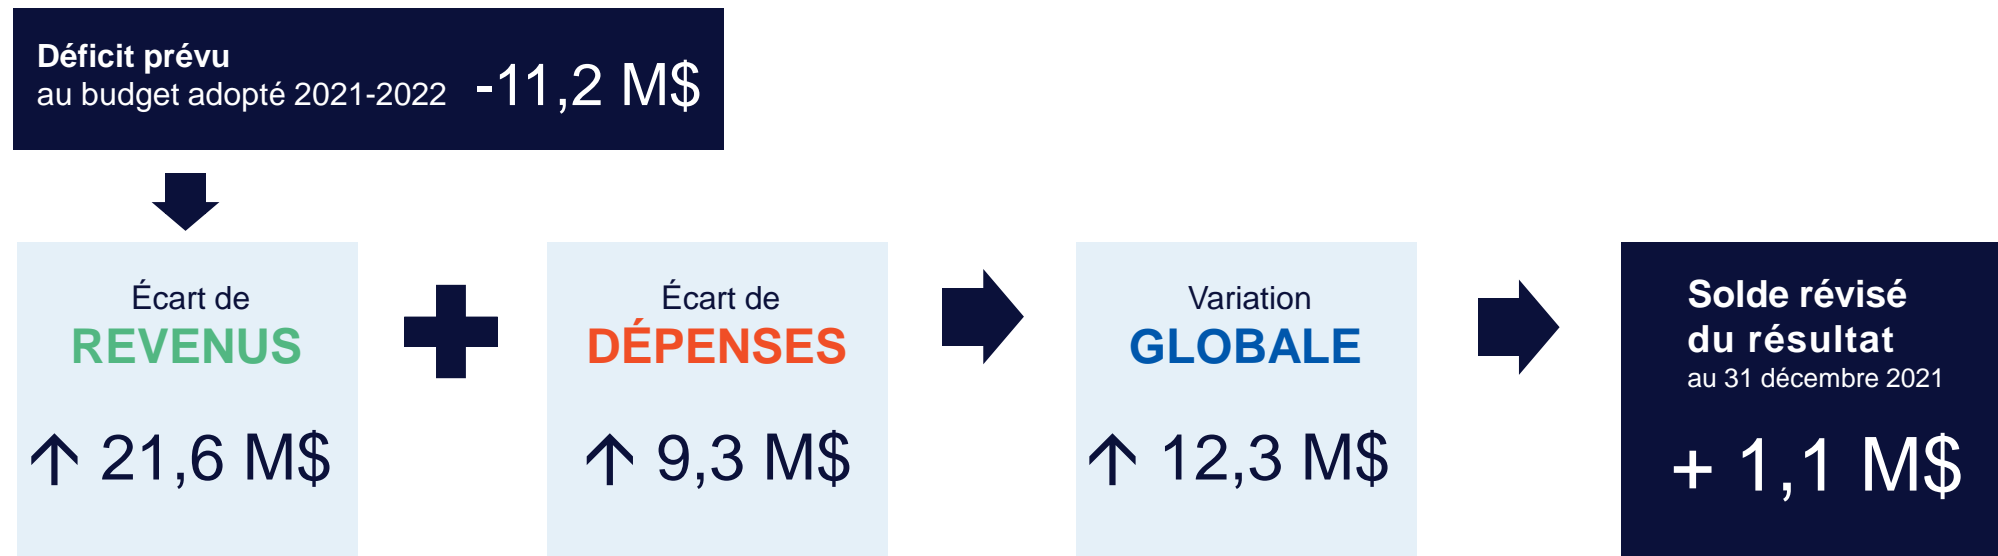 Déficit prévu
au budget adopté 2021-2022 -11,2 M$
Écart de
REVENUS
↑ 21,6 M$
Écart de
DÉPENSES
↑ 9,3 M$
Variation
GLOBALE
↑ 12,3 M$
Solde révisé
du résultat
au 31 décembre 2021
+ 1,1 M$